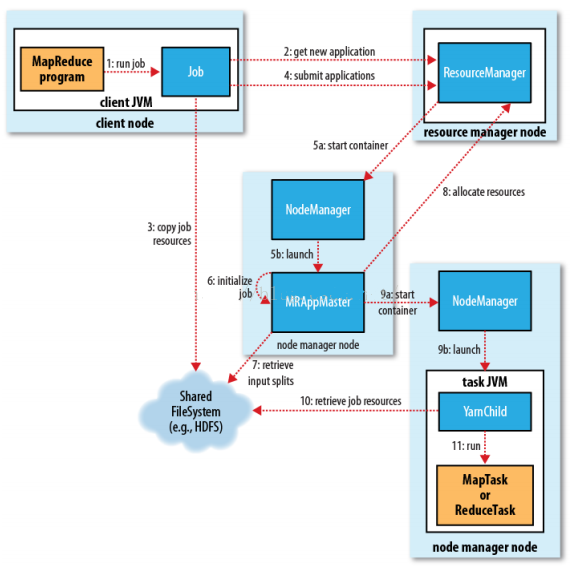 MapReduce
program
1: run job
Job
client JVM
client node
2: get new application
4: submit applications
ResourceManager
resource manager node
5a: start container
8: allocate resources
3: copy job
resources
NodeManager
5b: launch
6: initialize
job
MRAppMaster
node manager node
9a: start
container
NodeManager
9b: launch
7: retrieve
input splits
Shared
FileSystem
(e.g., HDFS)
10: retrieve job resources
task JVM
YarnChild
11: run
MapTask
or
ReduceTask
node manager node